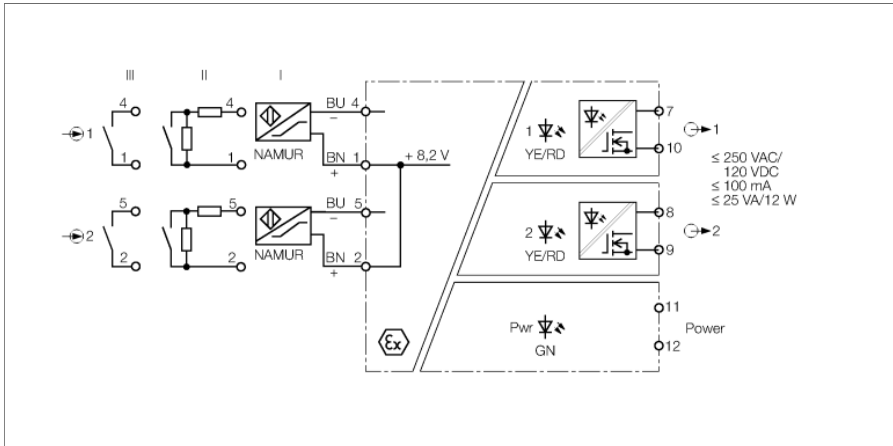 III II I
4 4 BU 4
−
1
1 1 NAMUR BN 1 + 8,2 V
+
5 5 BU 5
−
2
2 2 NAMUR BN 2
+
1
YE/RD
7
10
1
≤ 250 VAC/
120 VDC
≤ 100 mA
≤ 25 VA/12 W
2
YE/RD
8
9
2
Ex
Pwr
GN
11
12
Power